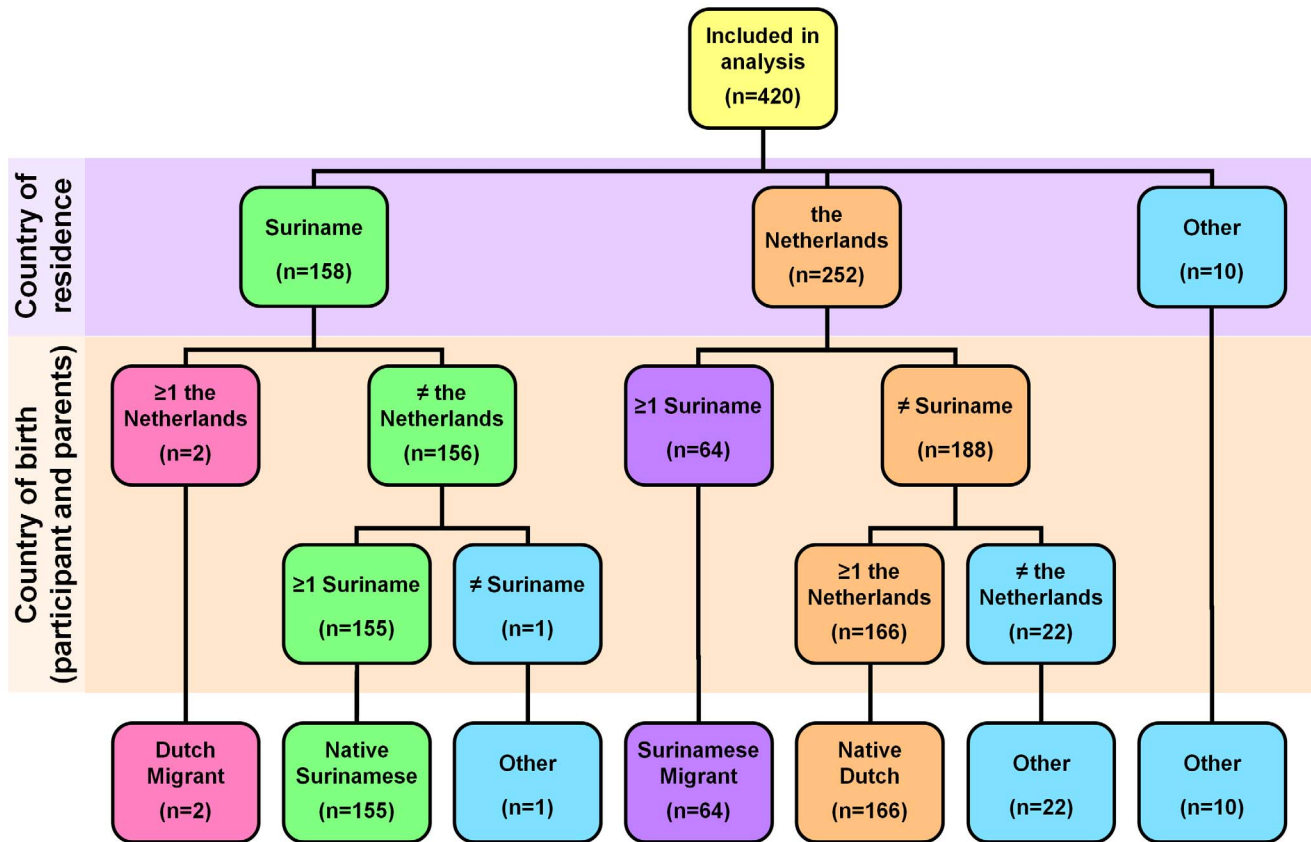 Included in
analysis
(n=420)
Country of
residence
Suriname
(n=158)
the
Netherlands
(n=252)
Other
(n=10)
Country of birth
(participant and parents)
≥1 the
Netherlands
(n=2)
≠ the
Netherlands
(n=156)
≥1 Suriname
(n=64)
≠ Suriname
(n=188)
≥1 Suriname
(n=155)
≠ Suriname
(n=1)
≥1 the
Netherlands
(n=166)
≠ the
Netherlands
(n=22)
Dutch
Migrant
(n=2)
Native
Surinamese
(n=155)
Other
(n=1)
Surinamese
Migrant
(n=64)
Native
Dutch
(n=166)
Other
(n=22)
Other
(n=10)